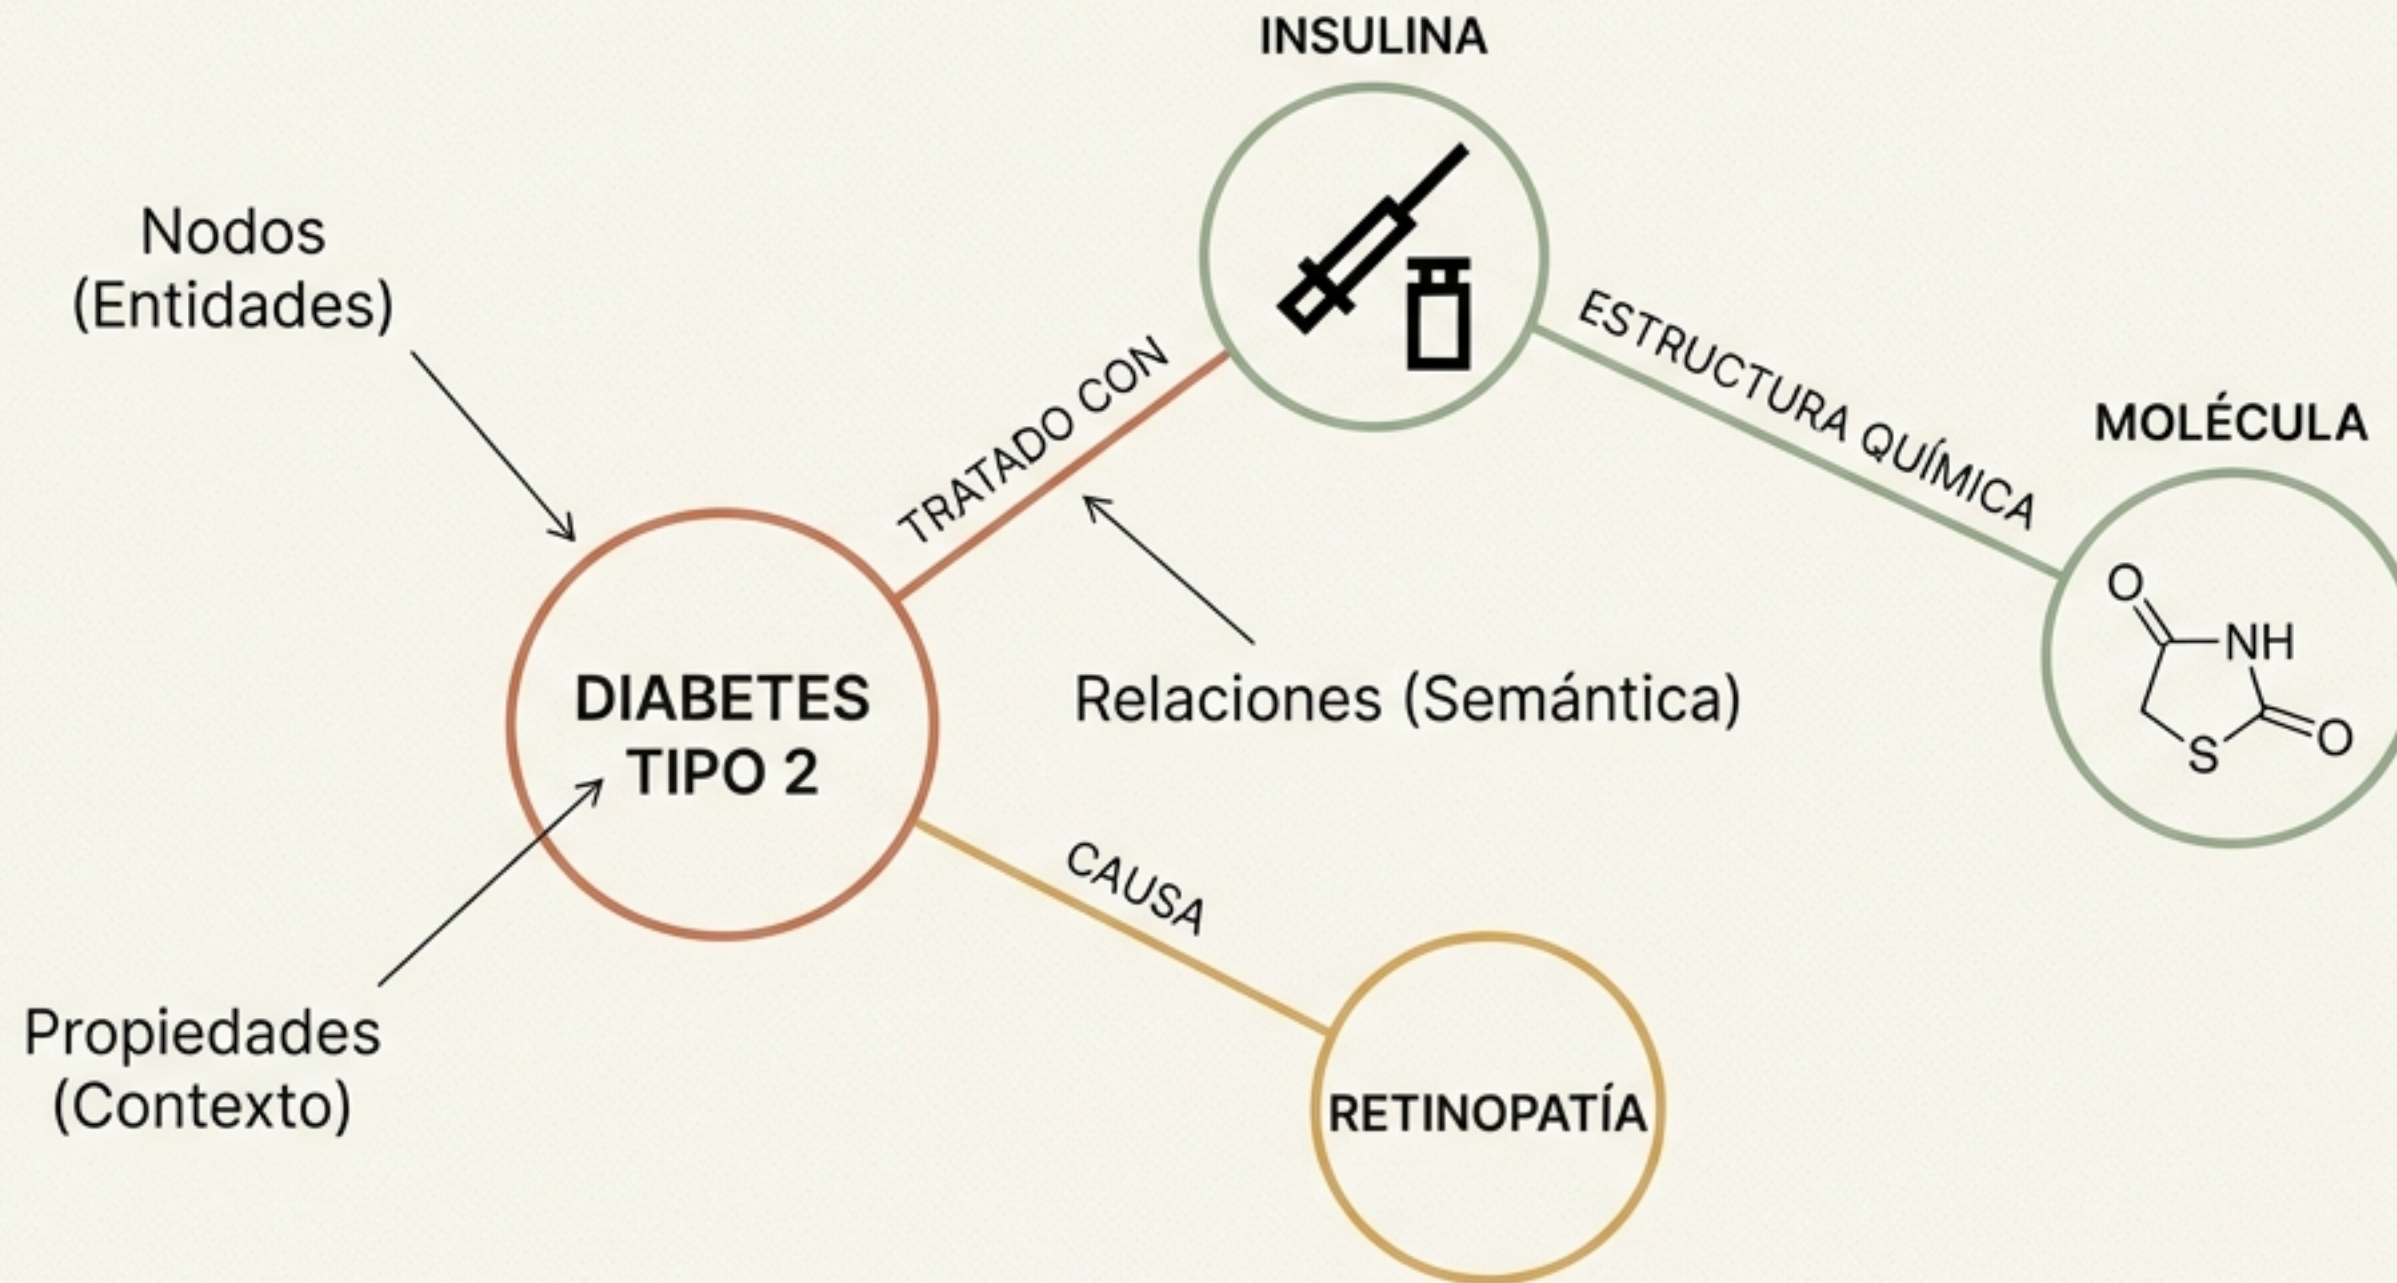 INSULINA
Nodos
(Entidades)
TRATADO CON
ESTRUCTURA QUÍMICA
MOLÉCULA
O
NH
S
O
DIABETES
TIPO 2
Relaciones (Semántica)
CAUSA
Propiedades
(Contexto)
RETINOPATÍA